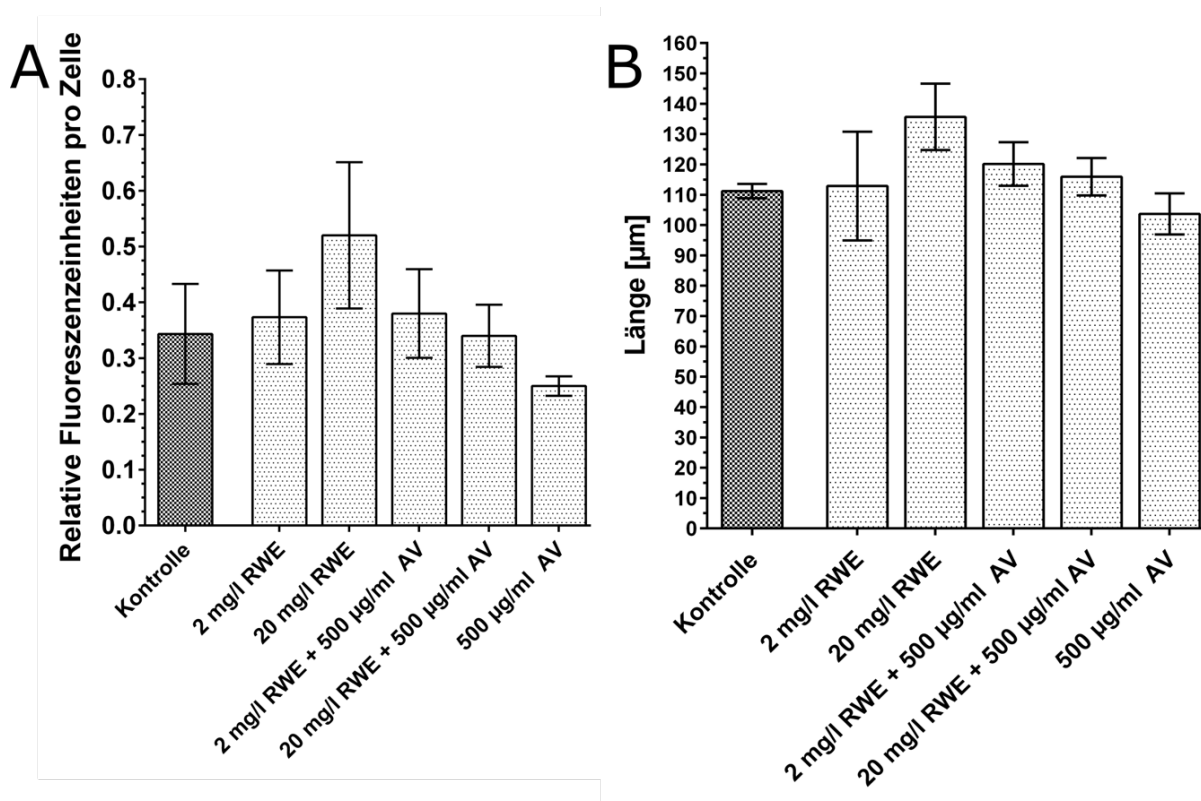 A
Relative Fluoreszenzeinheiten pro Zelle
0.8
0.7
0.6
0.5
0.4
0.3
0.2
0.1
0.0
Kontrolle
2 mg/l RWE
20 mg/l RWE
2 mg/l RWE + 500 µg/ml AV
20 mg/l RWE + 500 µg/ml AV
500 µg/ml AV
B
Länge [µm]
160
150
140
130
120
110
100
90
80
70
60
50
40
30
20
10
0
Kontrolle
2 mg/l RWE
20 mg/l RWE
2 mg/l RWE + 500 µg/ml AV
20 mg/l RWE + 500 µg/ml AV
500 µg/ml AV